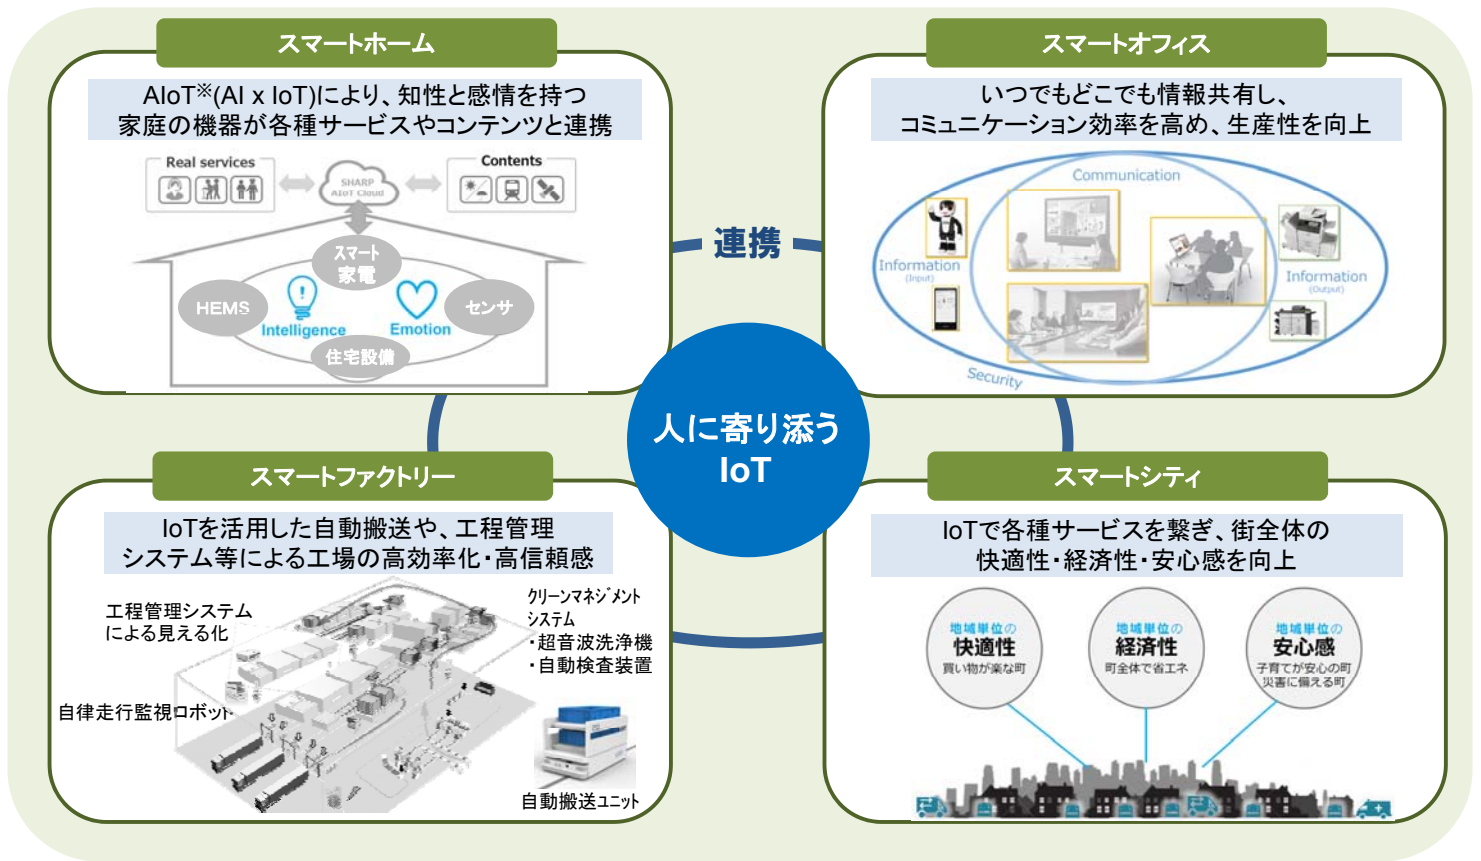 スマートホーム
AIoT※(AI x IoT)により、知性と感情を持つ
家庭の機器が各種サービスやコンテンツと連携
Real services
SHARP
AIoT Cloud
Contents
スマート
家電
HEMS
Intelligence
Emotion
センサ
住宅設備
スマートオフィス
いつでもどこでも情報共有し、
コミュニケーション効率を高め、生産性を向上
Communication
Information
(Input)
Information
(Output)
Security
連携
人に寄り添う
IoT
スマートファクトリー
IoTを活用した自動搬送や、工程管理
システム等による工場の高効率化・高信頼感
工程管理システム
による見える化
クリーンマネジメント
システム
・超音波洗浄機
・自動検査装置
自律走行監視ロボット
自動搬送ユニット
スマートシティ
IoTで各種サービスを繋ぎ、街全体の
快適性・経済性・安心感を向上
地域単位の
快適性
買い物が楽な町
地域単位の
経済性
町全体で省エネ
地域単位の
安心感
子育てが安心の町
災害に備える町